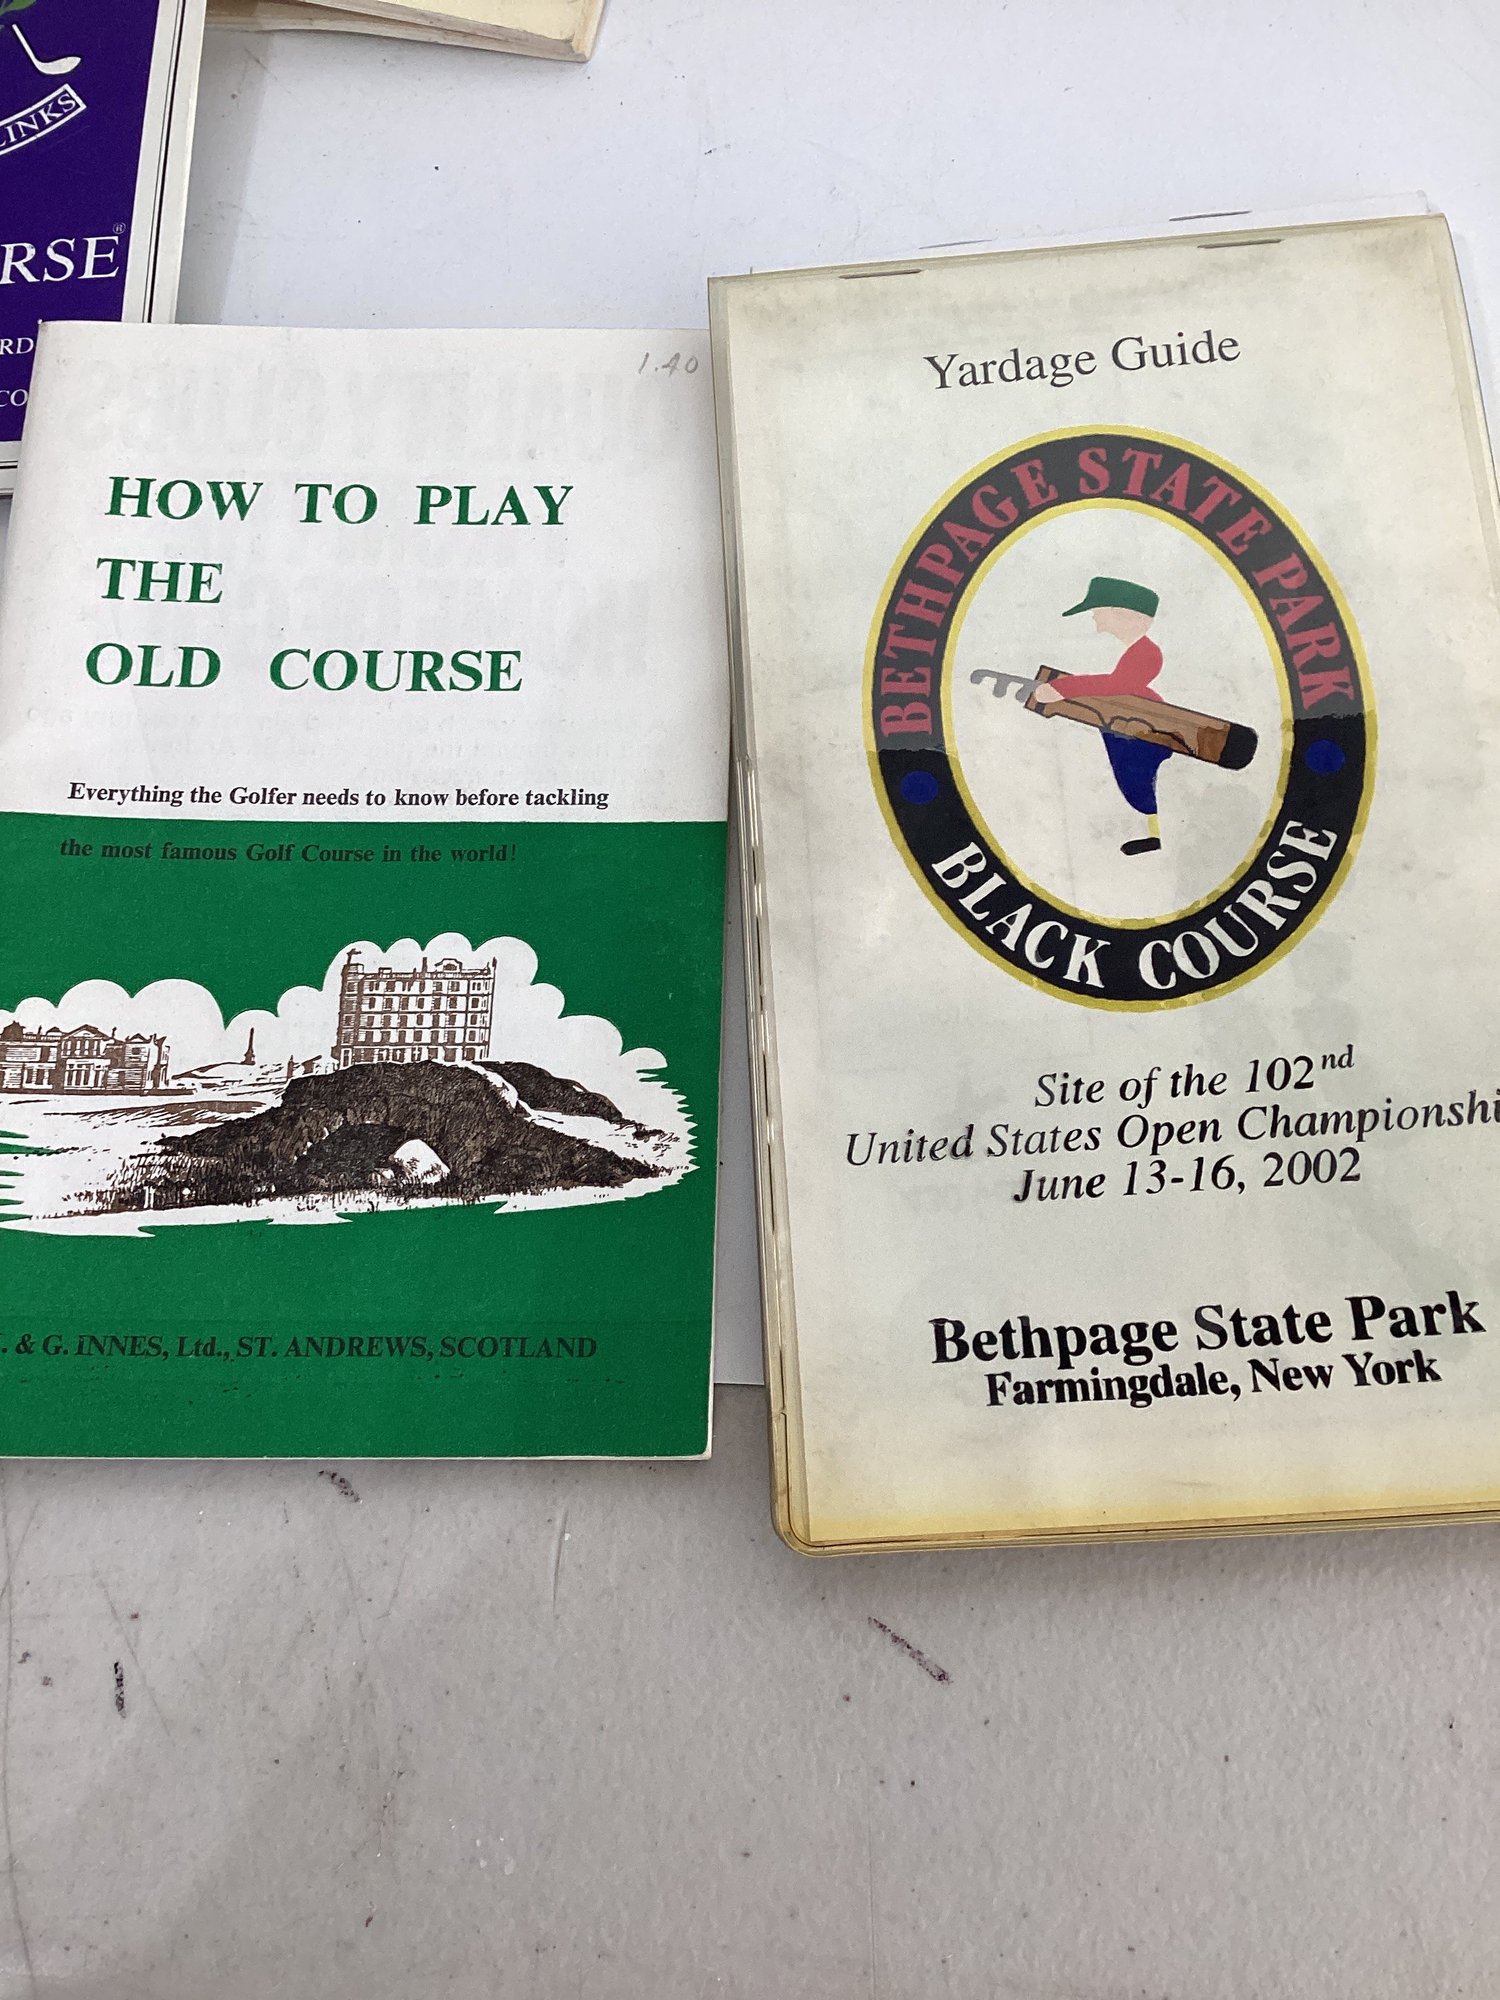 LINKS
RSE®
RD
CO
1.40
HOW TO PLAY
THE
OLD COURSE
Everything the Golfer needs to know before tackling
the most famous Golf Course in the world!
. & G. INNES, Ltd., ST. ANDREWS, SCOTLAND
Yardage Guide
BETHPAGE STATE PARK
BLACK COURSE
Site of the 102nd
United States Open Championshi
June 13-16, 2002
Bethpage State Park
Farmingdale, New York